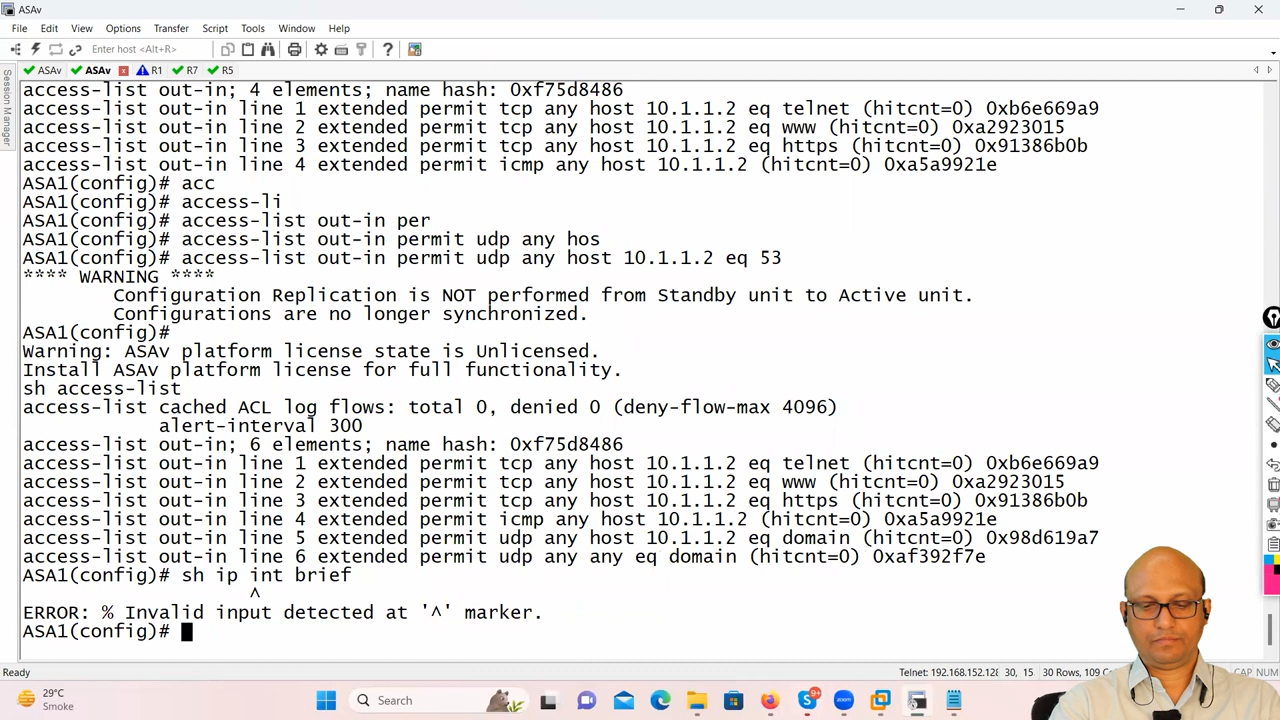 ASAv
File Edit View Options Transfer Script Tools Window Help
Enter host <Alt+R>
ASAv ASAv R1 R7 R5
Session Manager
access-list out-in; 4 elements; name hash: 0xf75d8486
access-list out-in line 1 extended permit tcp any host 10.1.1.2 eq telnet (hitcnt=0) 0xb6e669a9
access-list out-in line 2 extended permit tcp any host 10.1.1.2 eq www (hitcnt=0) 0xa2923015
access-list out-in line 3 extended permit tcp any host 10.1.1.2 eq https (hitcnt=0) 0x91386b0b
access-list out-in line 4 extended permit icmp any host 10.1.1.2 (hitcnt=0) 0xa5a9921e
ASA1(config)# acc
ASA1(config)# access-li
ASA1(config)# access-list out-in per
ASA1(config)# access-list out-in permit udp any hos
ASA1(config)# access-list out-in permit udp any host 10.1.1.2 eq 53
**** WARNING ****
Configuration Replication is NOT performed from Standby unit to Active unit.
Configurations are no longer synchronized.
ASA1(config)#
Warning: ASAv platform license state is Unlicensed.
Install ASAv platform license for full functionality.
sh access-list
access-list cached ACL log flows: total 0, denied 0 (deny-flow-max 4096)
alert-interval 300
access-list out-in; 6 elements; name hash: 0xf75d8486
access-list out-in line 1 extended permit tcp any host 10.1.1.2 eq telnet (hitcnt=0) 0xb6e669a9
access-list out-in line 2 extended permit tcp any host 10.1.1.2 eq www (hitcnt=0) 0xa2923015
access-list out-in line 3 extended permit tcp any host 10.1.1.2 eq https (hitcnt=0) 0x91386b0b
access-list out-in line 4 extended permit icmp any host 10.1.1.2 (hitcnt=0) 0xa5a9921e
access-list out-in line 5 extended permit udp any host 10.1.1.2 eq domain (hitcnt=0) 0x98d619a7
access-list out-in line 6 extended permit udp any any eq domain (hitcnt=0) 0xaf392f7e
ASA1(config)# sh ip int brief
^
ERROR: % Invalid input detected at '^' marker.
ASA1(config)#
Ready Telnet: 192.168.152.128 30, 15 30 Rows, 109 CAP NUM
29°C
Smoke
Search
9+
zoom